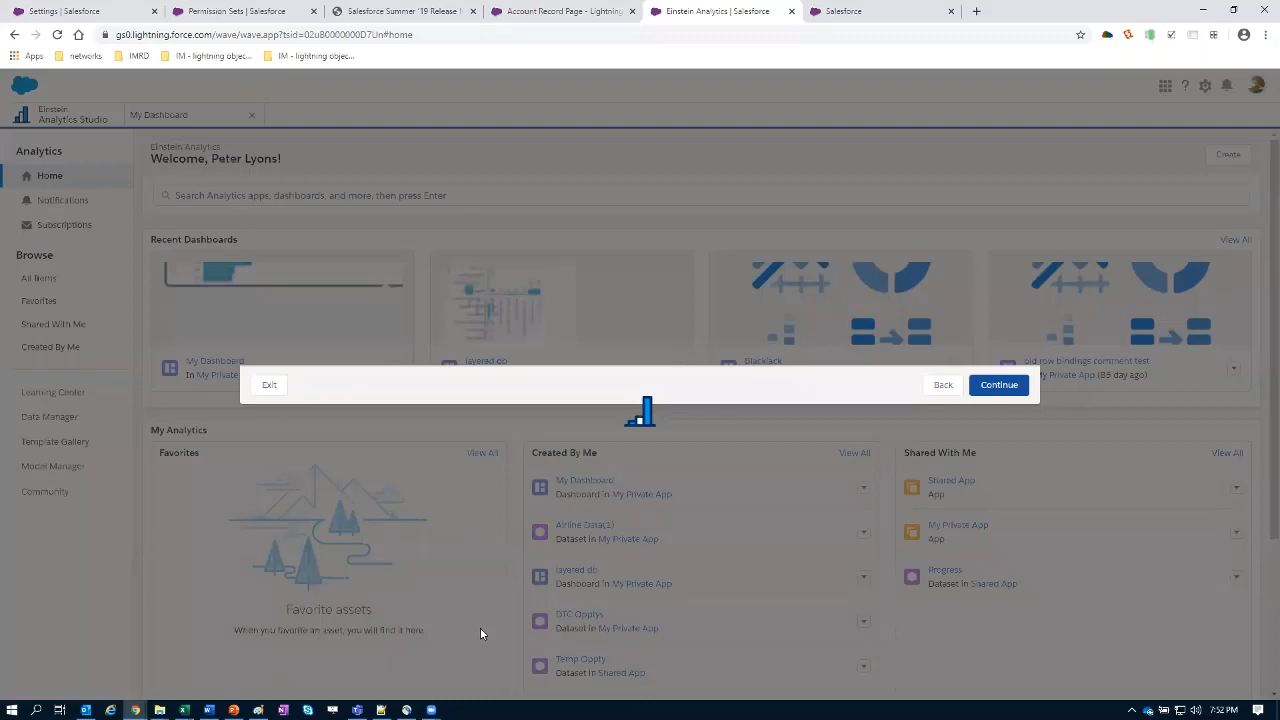 Settings | Salesforce
Permission Sets | Salesforce
Salesforce Summer '19 Release
Account Record Page - Lightning
Einstein Analytics | Salesforce
Salesforce
gs0.lightning.force.com/wave/wave.app?tsid=02uB0000000D7Un#home
Apps
networks
IMRD
IM - lightning objec...
IM - lightning objec...
Einstein
Analytics Studio
My Dashboard
Analytics
Home
Notifications
Subscriptions
Browse
All Items
Favorites
Shared With Me
Created By Me
Learning Center
Data Manager
Template Gallery
Model Manager
Community
Einstein Analytics
Welcome, Peter Lyons!
Create
Search Analytics apps, dashboards, and more, then press Enter
Recent Dashboards
View All
My Dashboard
In My Private
layered db
Blackjack
old row bindings comment test
My Private App (85 day ago)
Exit
Back
Continue
My Analytics
Favorites
View All
Favorite assets
When you favorite an asset, you will find it here.
Created By Me
View All
My Dashboard
Dashboard in My Private App
Airline Data(1)
Dataset in My Private App
layered db
Dashboard in My Private App
DTC Opptys
Dataset in My Private App
Temp Oppty
Dataset in Shared App
Shared With Me
View All
Shared App
App
My Private App
App
Progress
Dataset in Shared App
7:52 PM